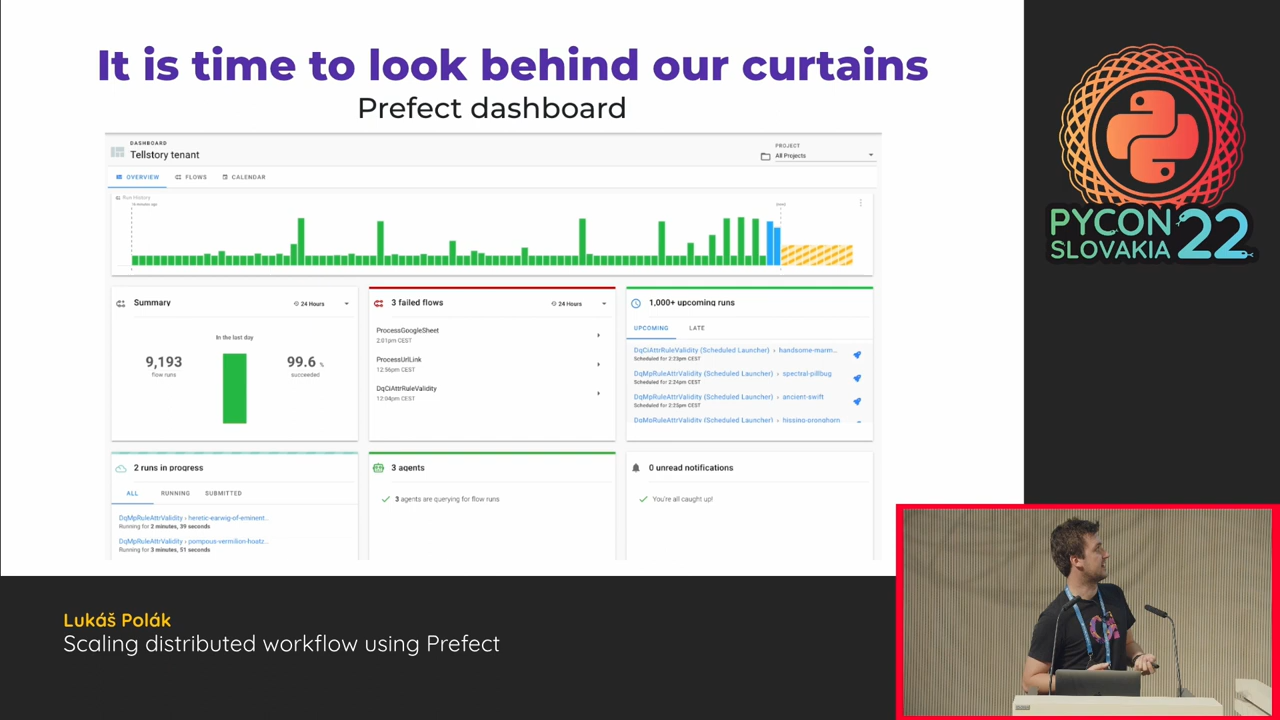 It is time to look behind our curtains
Prefect dashboard
DASHBOARD
Tellstory tenant
PROJECT
All Projects
OVERVIEW
FLOWS
CALENDAR
Run History
Summary
24 Hours
In the last day
9,193
flow runs
99.6 %
succeeded
3 failed flows
24 Hours
ProcessGoogleSheet
2:01pm CEST
ProcessUrlLink
12:56pm CEST
DqCiAttrRuleValidity
12:04pm CEST
1,000+ upcoming runs
UPCOMING
LATE
DqCiAttrRuleValidity (Scheduled Launcher) › handsome-marm...
Scheduled for 2:23pm CEST
DqMpRuleAttrValidity (Scheduled Launcher) › spectral-pillbug
Scheduled for 2:24pm CEST
DqMpRuleAttrValidity (Scheduled Launcher) › ancient-swift
Scheduled for 2:25pm CEST
DqMpRuleAttrValidity (Scheduled Launcher) › hissing-pronghorn
2 runs in progress
ALL
RUNNING
SUBMITTED
DqMpRuleAttrValidity › heretic-earwig-of-eminent...
Running for 2 minutes, 39 seconds
DqMpRuleAttrValidity › pompous-vermilion-hoatz...
Running for 3 minutes, 51 seconds
3 agents
3 agents are querying for flow runs
0 unread notifications
You're all caught up!
PYCON
SLOVAKIA
22
Lukáš Polák
Scaling distributed workflow using Prefect